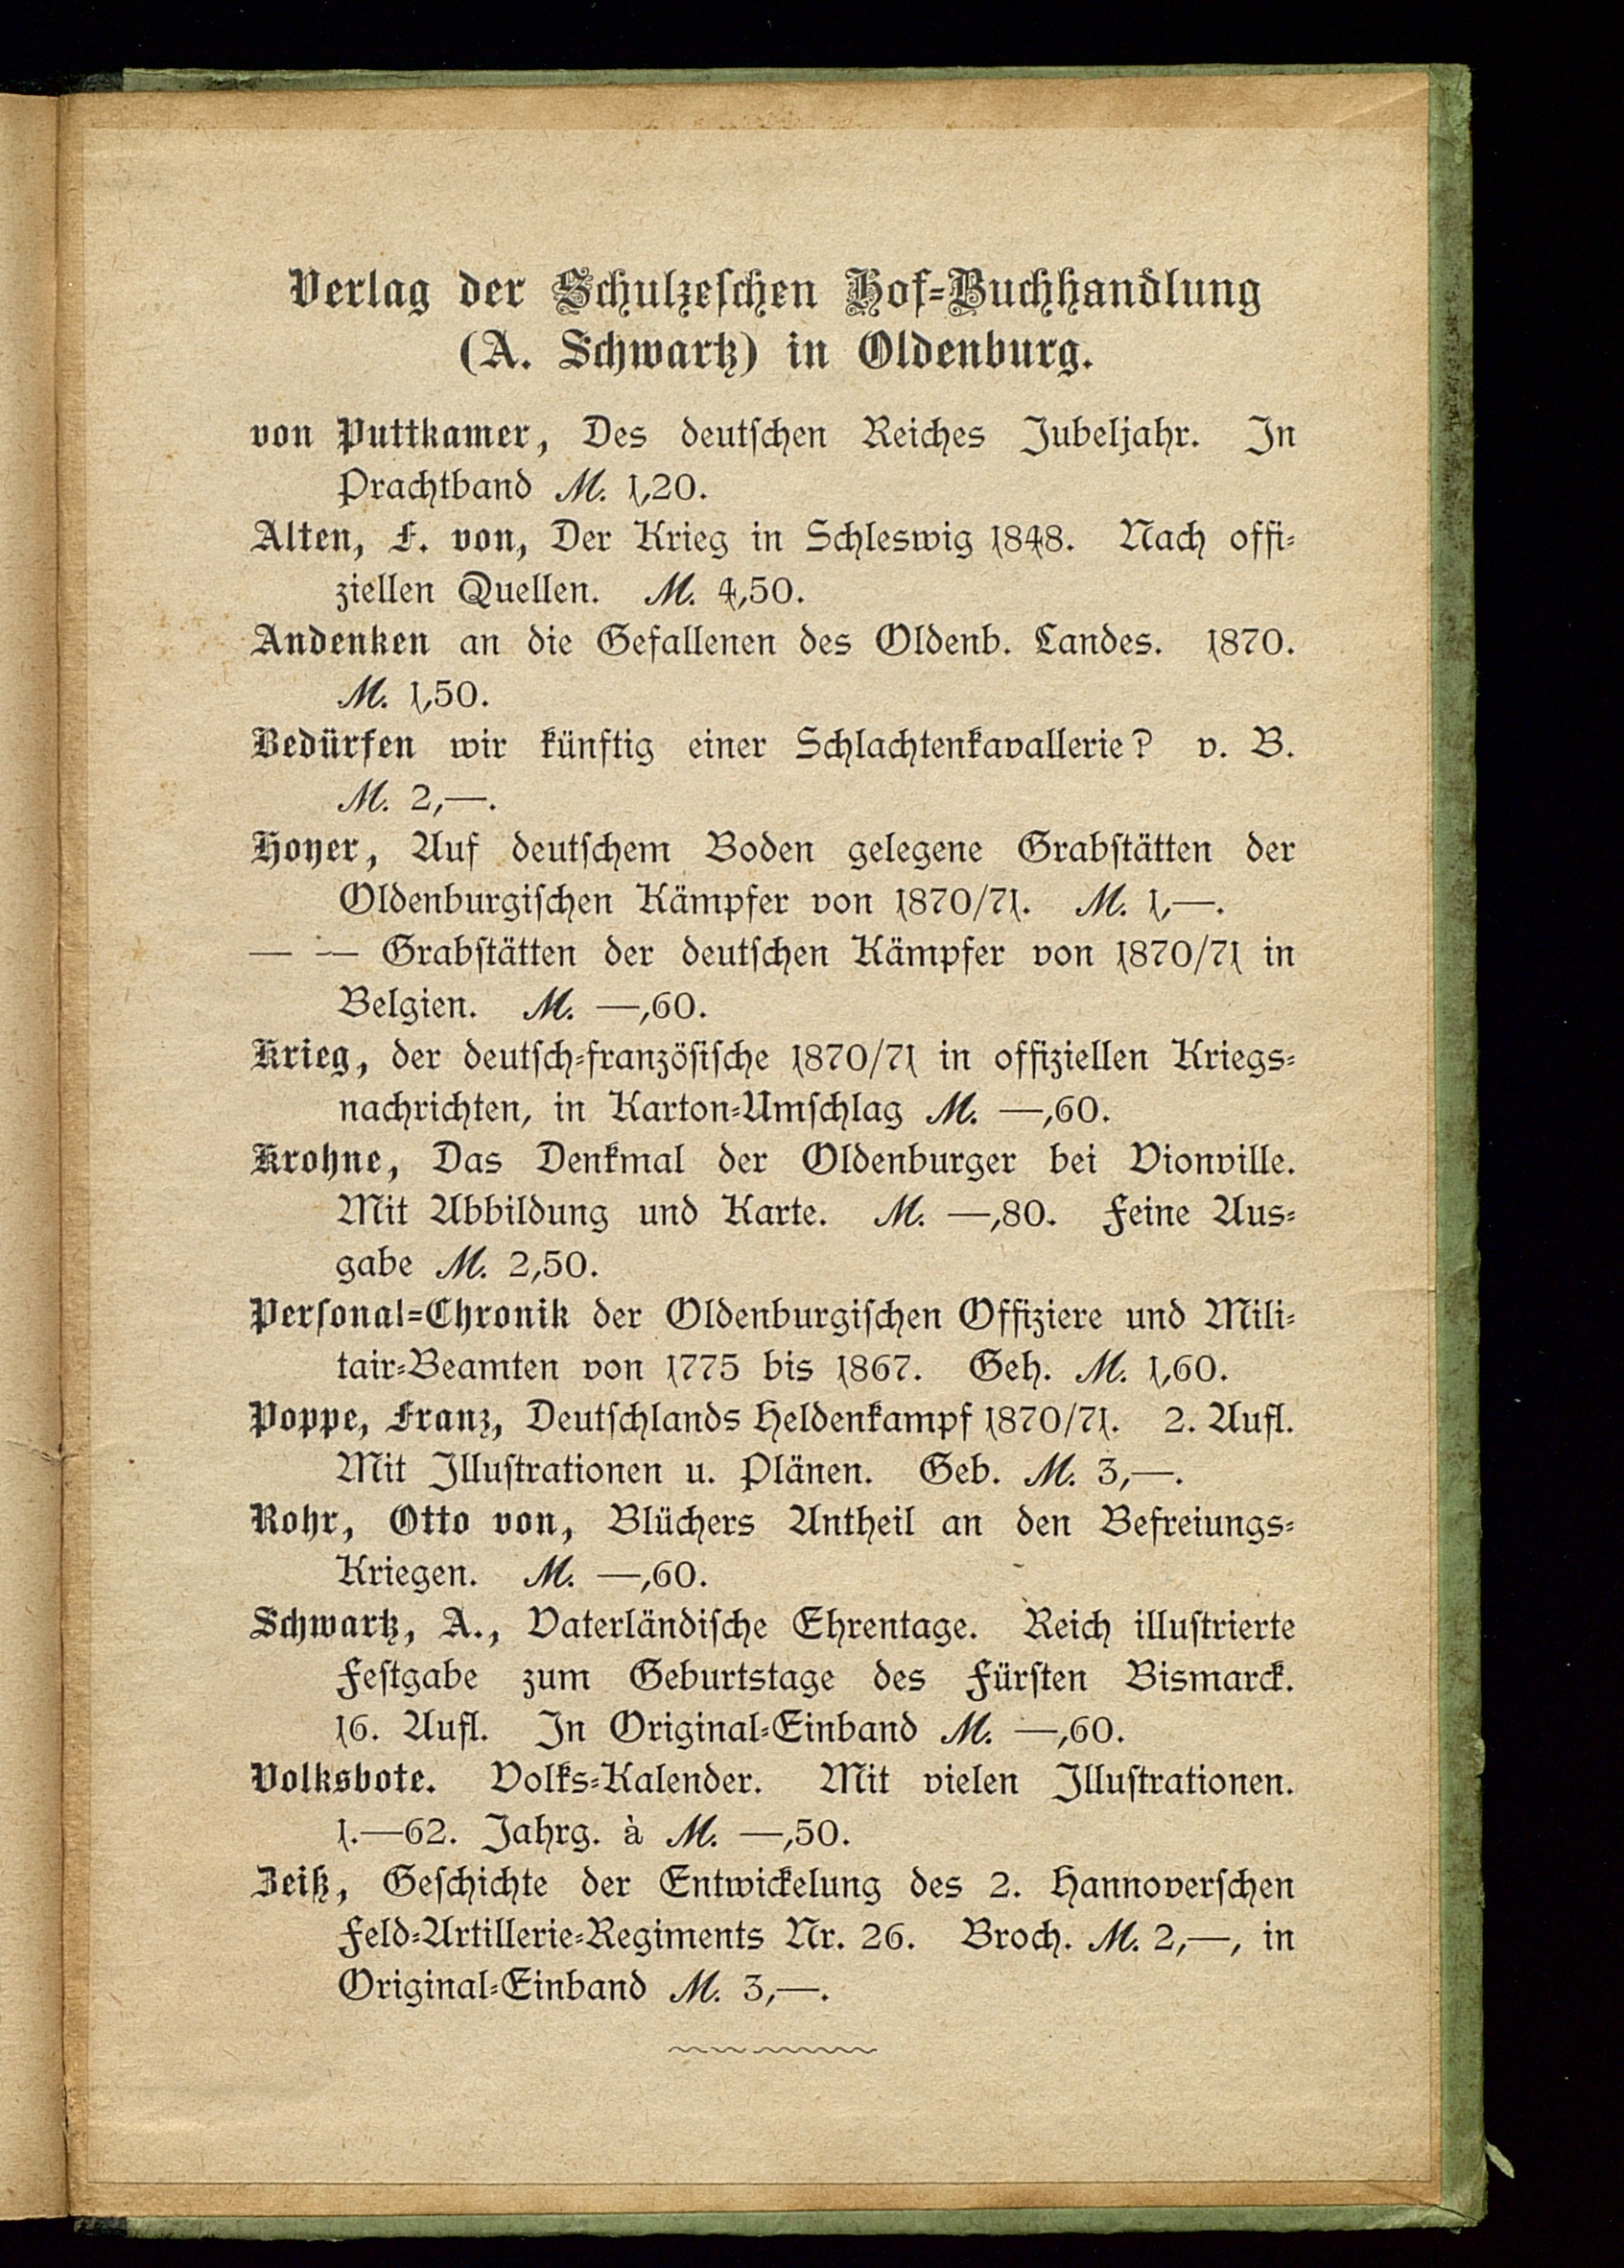 Verlag der Schulzeschen Hof-Buchhandlung
(A. Schwartz) in Oldenburg.
von Puttkamer, Des deutschen Reiches Jubeljahr. In
Prachtband M. 1,20.
Alten, F. von, Der Krieg in Schleswig 1848. Nach offi-
ziellen Quellen. M. 4,50.
Andenken an die Gefallenen des Oldenb. Landes. 1870.
M. 1,50.
Bedürfen wir künftig einer Schlachtenkavallerie? v. B.
M. 2,—.
Hoyer, Auf deutschem Boden gelegene Grabstätten der
Oldenburgischen Kämpfer von 1870/71. M. 1,—.
— — Grabstätten der deutschen Kämpfer von 1870/71 in
Belgien. M. —,60.
Krieg, der deutsch-französische 1870/71 in offiziellen Kriegs-
nachrichten, in Karton-Umschlag M. —,60.
Krohne, Das Denkmal der Oldenburger bei Vionville.
Mit Abbildung und Karte. M. —,80. Feine Aus-
gabe M. 2,50.
Personal-Chronik der Oldenburgischen Offiziere und Mili-
tair-Beamten von 1775 bis 1867. Geh. M. 1,60.
Poppe, Franz, Deutschlands Heldenkampf 1870/71. 2. Aufl.
Mit Illustrationen u. Plänen. Geb. M. 3,—.
Rohr, Otto von, Blüchers Antheil an den Befreiungs-
Kriegen. M. —,60.
Schwartz, A., Vaterländische Ehrentage. Reich illustrierte
Festgabe zum Geburtstage des Fürsten Bismarck.
16. Aufl. In Original-Einband M. —,60.
Volksbote. Volks-Kalender. Mit vielen Illustrationen.
1.—62. Jahrg. à M. —,50.
Zeiß, Geschichte der Entwickelung des 2. Hannoverschen
Feld-Artillerie-Regiments Nr. 26. Broch. M. 2,—, in
Original-Einband M. 3,—.